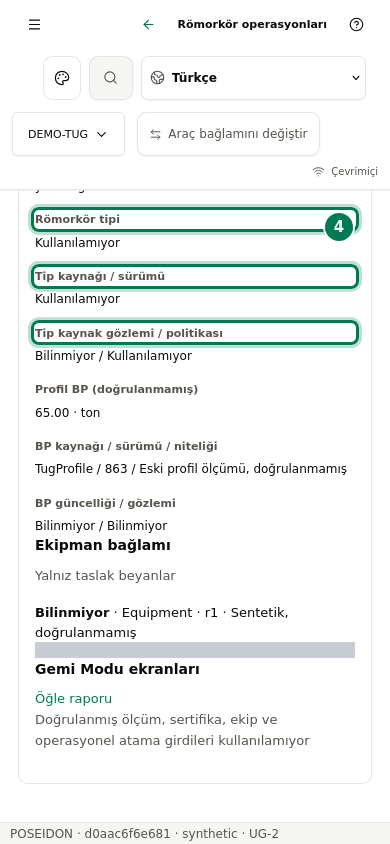 Römorkör operasyonları
Türkçe
DEMO-TUG
Araç bağlamını değiştir
Çevrimiçi
Römorkör tipi
4
Kullanılamıyor
Tip kaynağı / sürümü
Kullanılamıyor
Tip kaynak gözlemi / politikası
Bilinmiyor / Kullanılamıyor
Profil BP (doğrulanmamış)
65.00 · ton
BP kaynağı / sürümü / niteliği
TugProfile / 863 / Eski profil ölçümü, doğrulanmamış
BP güncelliği / gözlemi
Bilinmiyor / Bilinmiyor
Ekipman bağlamı
Yalnız taslak beyanlar
Bilinmiyor · Equipment · r1 · Sentetik,
doğrulanmamış
Gemi Modu ekranları
Öğle raporu
Doğrulanmış ölçüm, sertifika, ekip ve
operasyonel atama girdileri kullanılamıyor
POSEIDON · d0aac6f6e681 · synthetic · UG-2